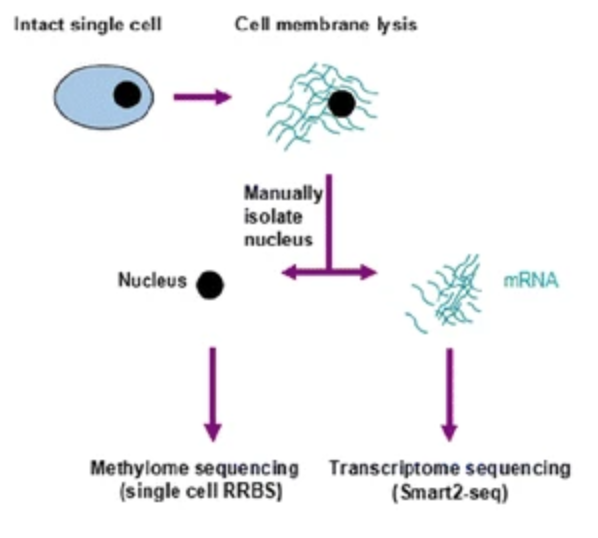 Intact single cell
Cell membrane lysis
Manually
isolate
nucleus
Nucleus
mRNA
Methylome sequencing
(single cell RRBS)
Transcriptome sequencing
(Smart2-seq)